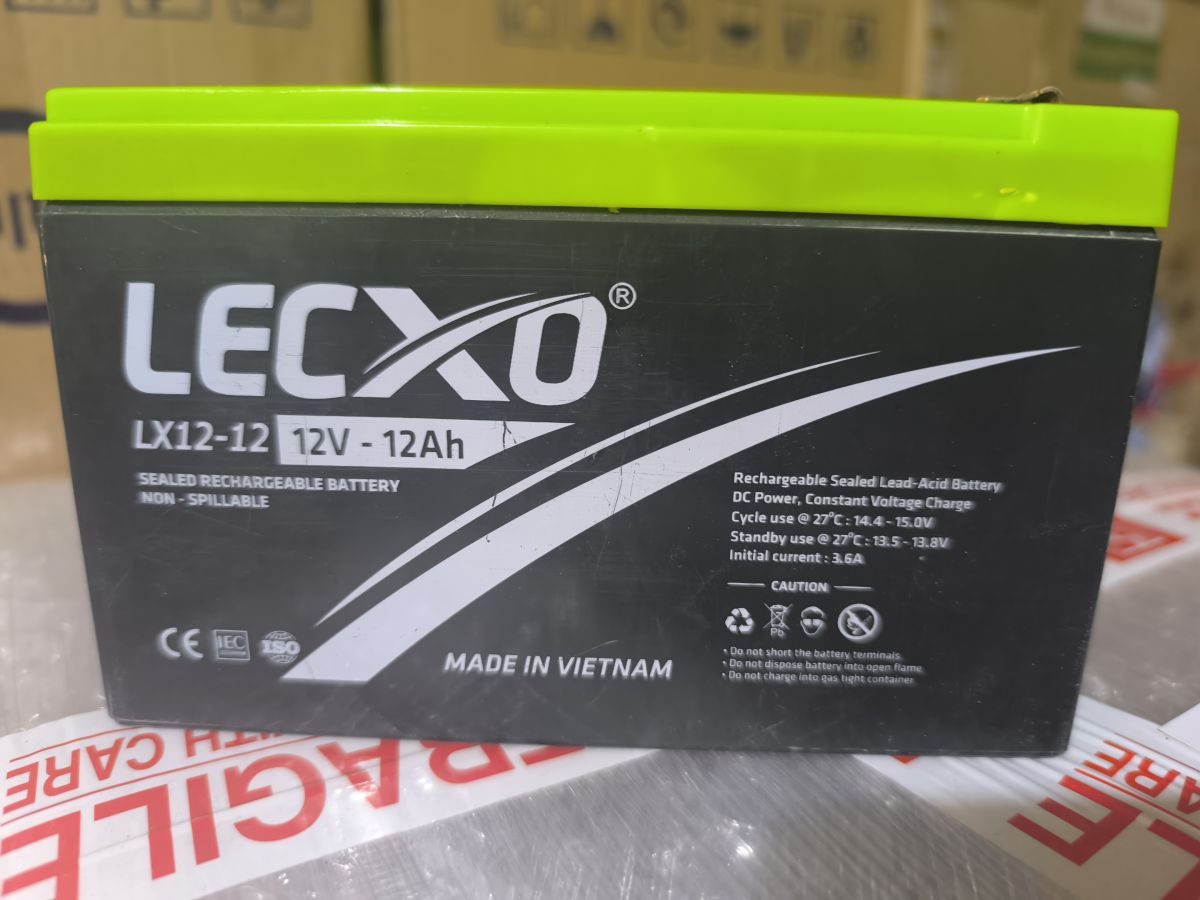 LECXO®
LX12-12 12V - 12Ah
SEALED RECHARGEABLE BATTERY
NON - SPILLABLE
Rechargeable Sealed Lead-Acid Battery
DC Power, Constant Voltage Charge
Cycle use @ 27°C : 14.4 - 15.0V
Standby use @ 27°C : 13.5 - 13.8V
Initial current : 3.6A
CAUTION
Pb
• Do not short the battery terminals
• Do not dispose battery into open flame
• Do not charge into gas tight container
CE IEC ISO
MADE IN VIETNAM
WITH CARE
FRAGILE